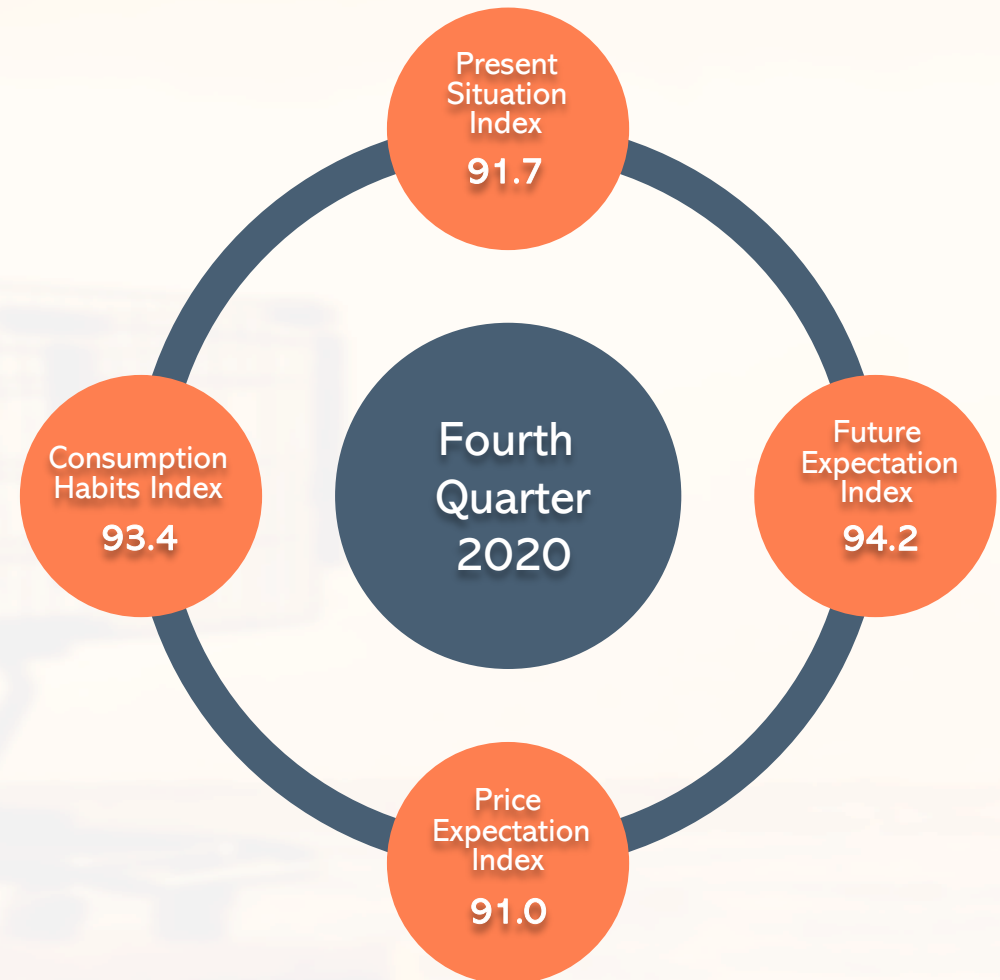 Present
Situation
Index
91.7
Consumption
Habits Index
93.4
Fourth
Quarter
2020
Future
Expectation
Index
94.2
Price
Expectation
Index
91.0